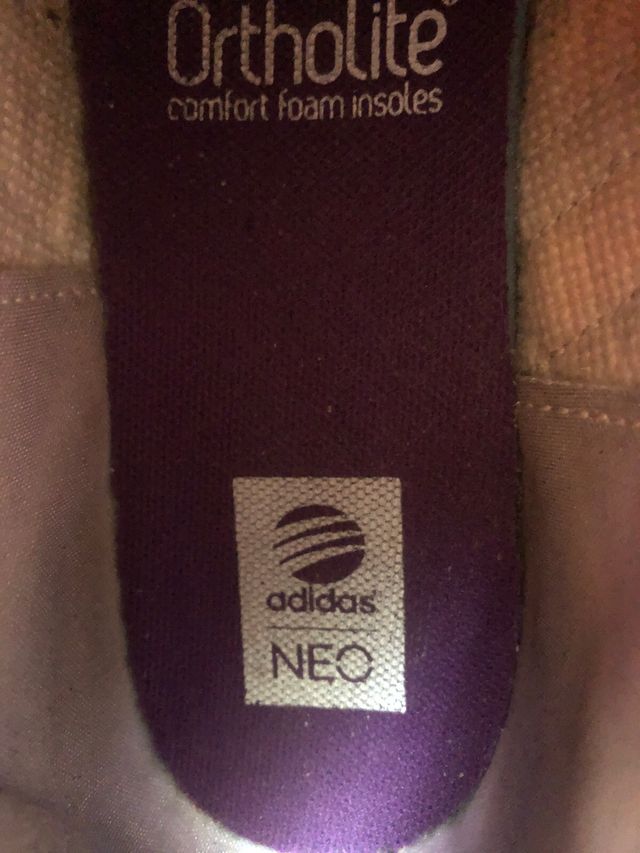 Ortholite
comfort foam insoles
adidas
NEO